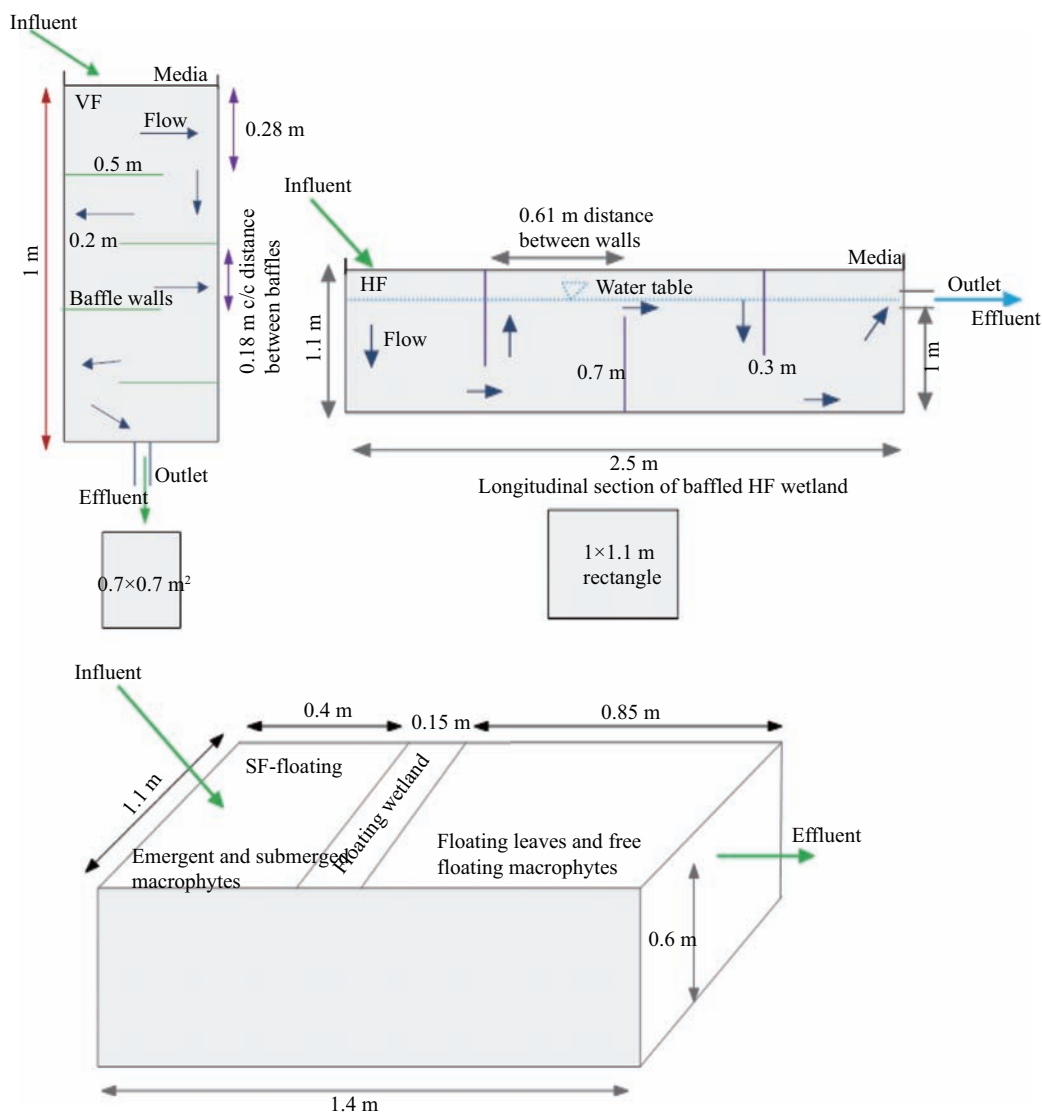 Influent
Media
VF
Flow
0.28 m
0.5 m
0.2 m
1 m
Baffle walls
0.18 m c/c distance
between baffles
Outlet
Effluent
0.7×0.7 m²
Influent
0.61 m distance
between walls
Media
HF
Water table
Outlet
Effluent
1.1 m
Flow
0.7 m
0.3 m
1 m
2.5 m
Longitudinal section of baffled HF wetland
1×1.1 m
rectangle
Influent
0.4 m
0.15 m
0.85 m
1.1 m
SF-floating
Floating wetland
Emergent and submerged
macrophytes
Floating leaves and free
floating macrophytes
Effluent
0.6 m
1.4 m